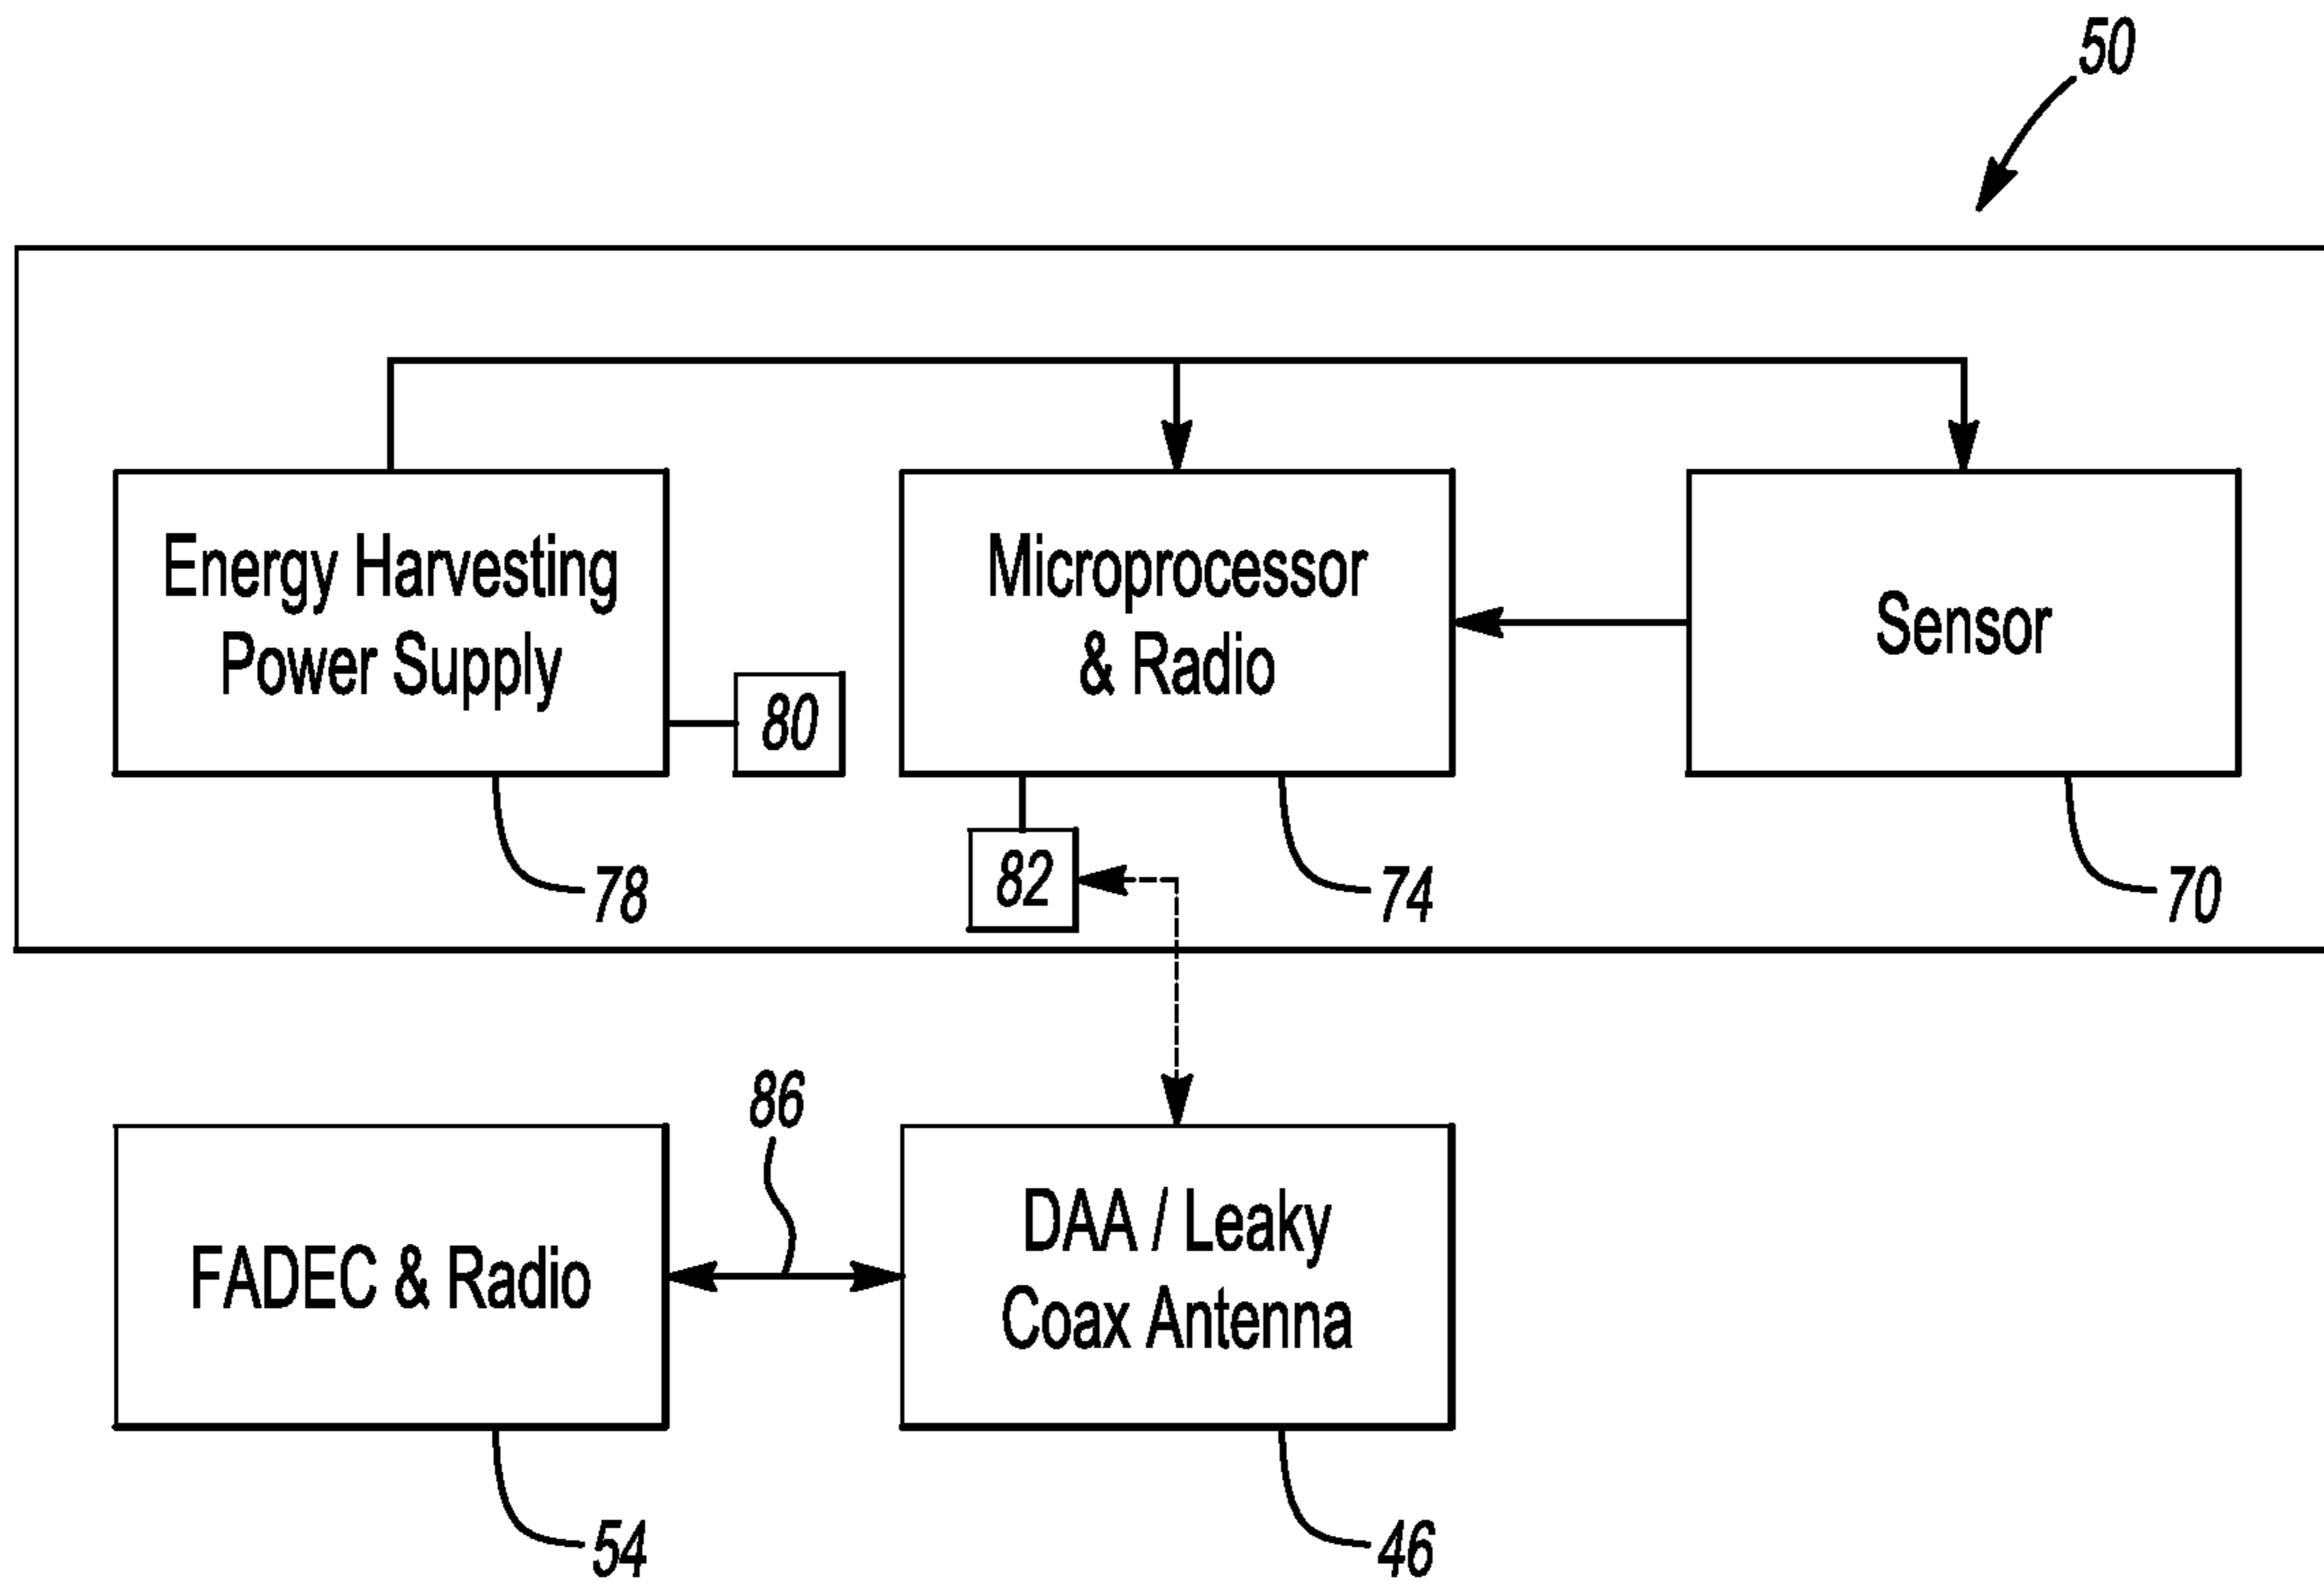 50
Energy Harvesting
Power Supply
Microprocessor
& Radio
Sensor
80
82
78
74
70
86
FADEC & Radio
DAA / Leaky
Coax Antenna
54
46